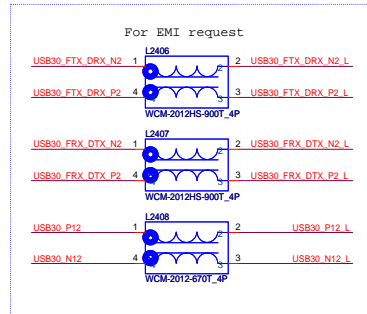 For EMI request
L2406
USB30_FTX_DRX_N2 1 2 USB30_FTX_DRX_N2_L
USB30_FTX_DRX_P2 4 3 USB30_FTX_DRX_P2_L
WCM-2012HS-900T_4P
L2407
USB30_FRX_DTX_N2 1 2 USB30_FRX_DTX_N2_L
USB30_FRX_DTX_P2 4 3 USB30_FRX_DTX_P2_L
WCM-2012HS-900T_4P
L2408
USB30_P12 1 2 USB30_P12_L
USB30_N12 4 3 USB30_N12_L
WCM-2012-670T_4P